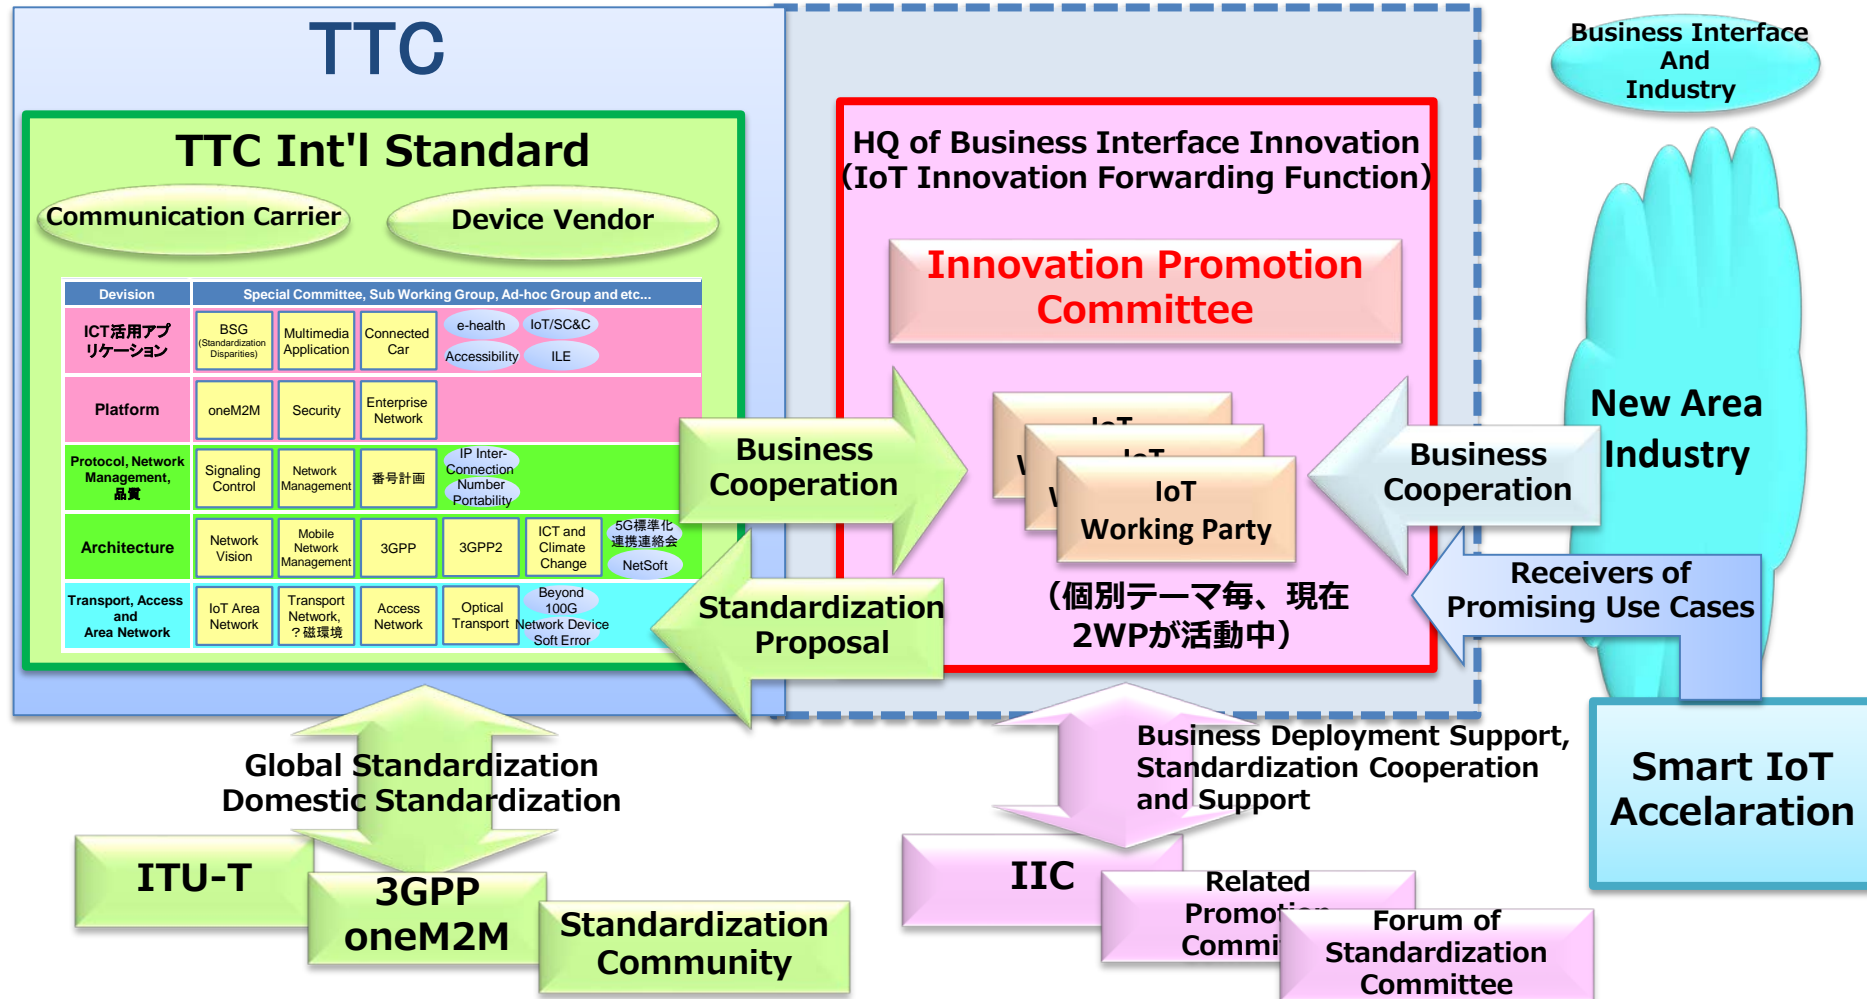 TTC
TTC Int'l Standard
Communication Carrier
Device Vendor
Devision
Special Committee, Sub Working Group, Ad-hoc Group and etc...
ICT活用アプ
リケーション
BSG
(Standardization
Disparities)
Multimedia
Application
Connected
Car
e-health
IoT/SC&C
Accessibility
ILE
Platform
oneM2M
Security
Enterprise
Network
Protocol, Network
Management,
品質
Signaling
Control
Network
Management
番号計画
IP Inter-
Connection
Number
Portability
Architecture
Network
Vision
Mobile
Network
Management
3GPP
3GPP2
ICT and
Climate
Change
5G標準化
連携連絡会
NetSoft
Transport, Access
and
Area Network
IoT Area
Network
Transport
Network,
？磁環境
Access
Network
Optical
Transport
Beyond
100G
Network Device
Soft Error
Business
Cooperation
Standardization
Proposal
HQ of Business Interface Innovation
（IoT Innovation Forwarding Function）
Innovation Promotion
Committee
IoT
IoT
IoT
Working Party
（個別テーマ毎、現在
2WPが活動中）
Business Interface
And
Industry
New Area
Industry
Business
Cooperation
Receivers of
Promising Use Cases
Smart IoT
Accelaration
Global Standardization
Domestic Standardization
ITU-T
3GPP
oneM2M
Standardization
Community
Business Deployment Support,
Standardization Cooperation
and Support
IIC
Related
Promotion
Forum of
Standardization
Committee